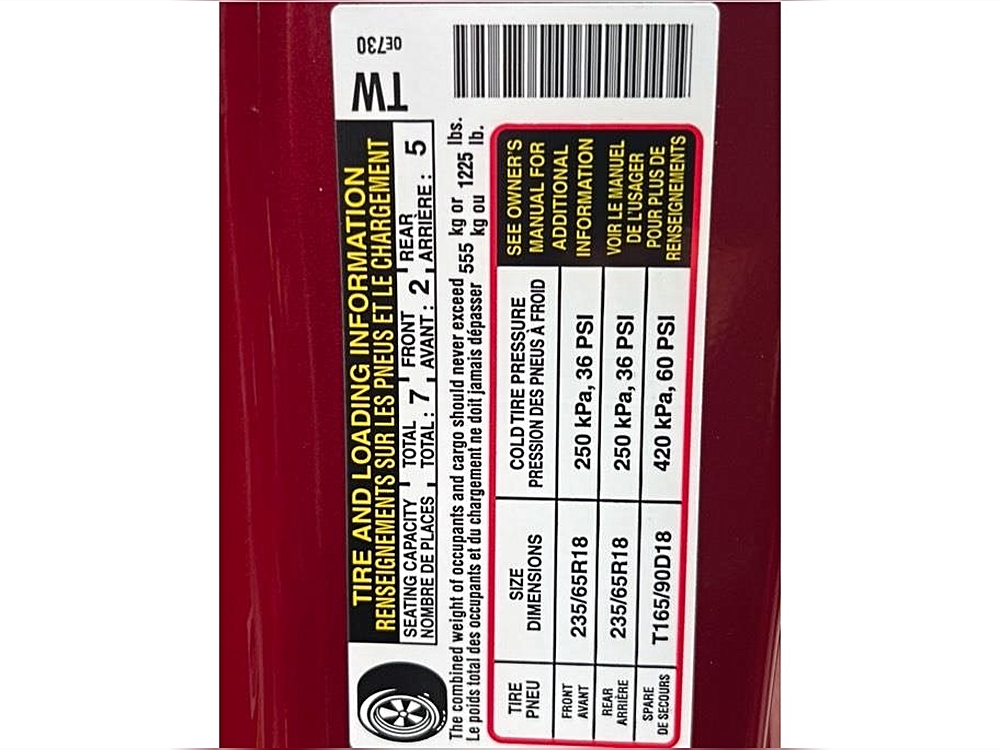 TIRE AND LOADING INFORMATION
RENSEIGNEMENTS SUR LES PNEUS ET LE CHARGEMENT
TW
0E730
SEATING CAPACITY TOTAL FRONT REAR
NOMBRE DE PLACES TOTAL : 7 AVANT : 2 ARRIÈRE : 5
The combined weight of occupants and cargo should never exceed 555 kg or 1225 lbs.
Le poids total des occupants et du chargement ne doit jamais dépasser 555 kg ou 1225 lb.
TIRE SIZE COLD TIRE PRESSURE
PNEU DIMENSIONS PRESSION DES PNEUS À FROID
FRONT
AVANT 235/65R18 250 kPa, 36 PSI
REAR
ARRIÈRE 235/65R18 250 kPa, 36 PSI
SPARE
DE SECOURS T165/90D18 420 kPa, 60 PSI
SEE OWNER'S
MANUAL FOR
ADDITIONAL
INFORMATION
VOIR LE MANUEL
DE L'USAGER
POUR PLUS DE
RENSEIGNEMENTS